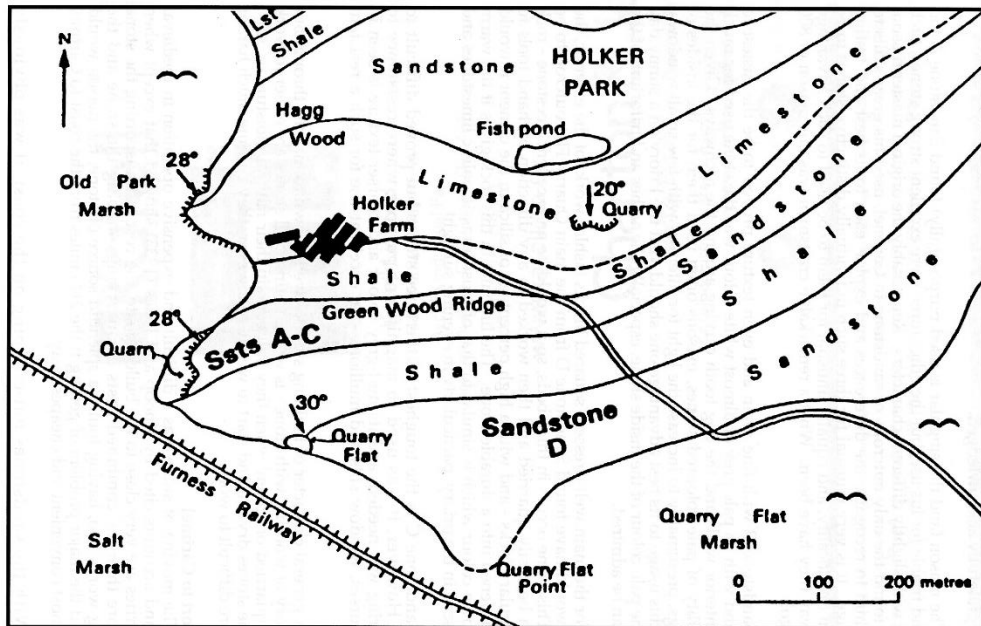 Lst
Shale
N
Sandstone
HOLKER
PARK
Hagg
Wood
Fish pond
Limestone
28°
Old Park
Marsh
Limestone
20°
Quarry
Holker
Farm
Shale
Sandstone
Shale
Shale
Green Wood Ridge
28°
Quarry
Ssts A-C
Shale
Sandstone
30°
Quarry
Flat
Sandstone
D
Furness
Railway
Salt
Marsh
Quarry Flat
Marsh
Quarry Flat
Point
0 100 200 metres